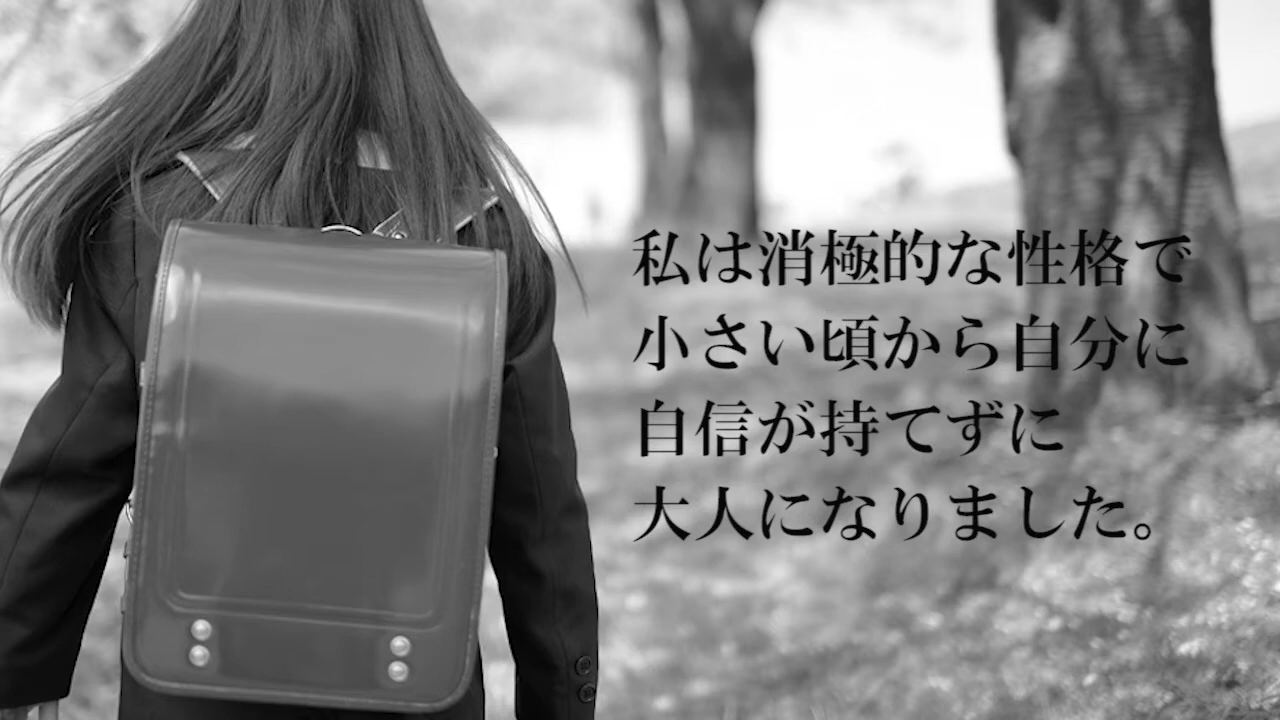 私は消極的な性格で
小さい頃から自分に
自信が持てずに
大人になりました。